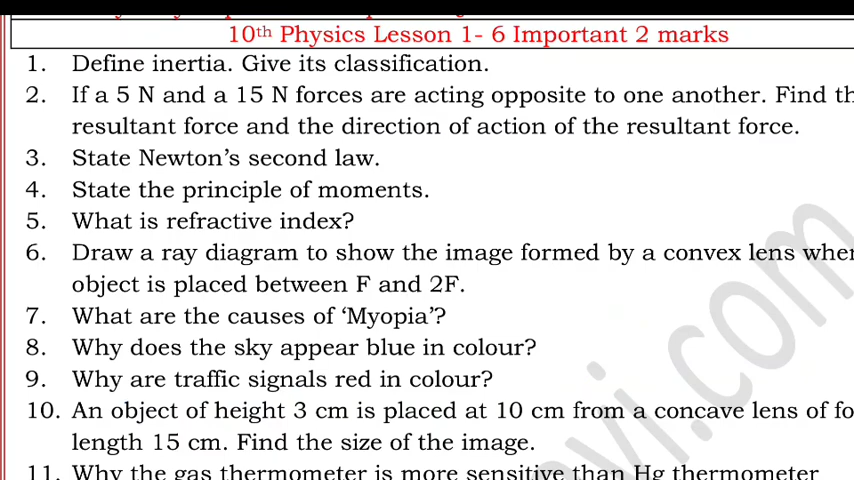 10th Physics Lesson 1- 6 Important 2 marks
1. Define inertia. Give its classification.
2. If a 5 N and a 15 N forces are acting opposite to one another. Find th
resultant force and the direction of action of the resultant force.
3. State Newton’s second law.
4. State the principle of moments.
5. What is refractive index?
6. Draw a ray diagram to show the image formed by a convex lens when
object is placed between F and 2F.
7. What are the causes of ‘Myopia’?
8. Why does the sky appear blue in colour?
9. Why are traffic signals red in colour?
10. An object of height 3 cm is placed at 10 cm from a concave lens of fo
length 15 cm. Find the size of the image.
11. Why the gas thermometer is more sensitive than Hg thermometer
vi.com